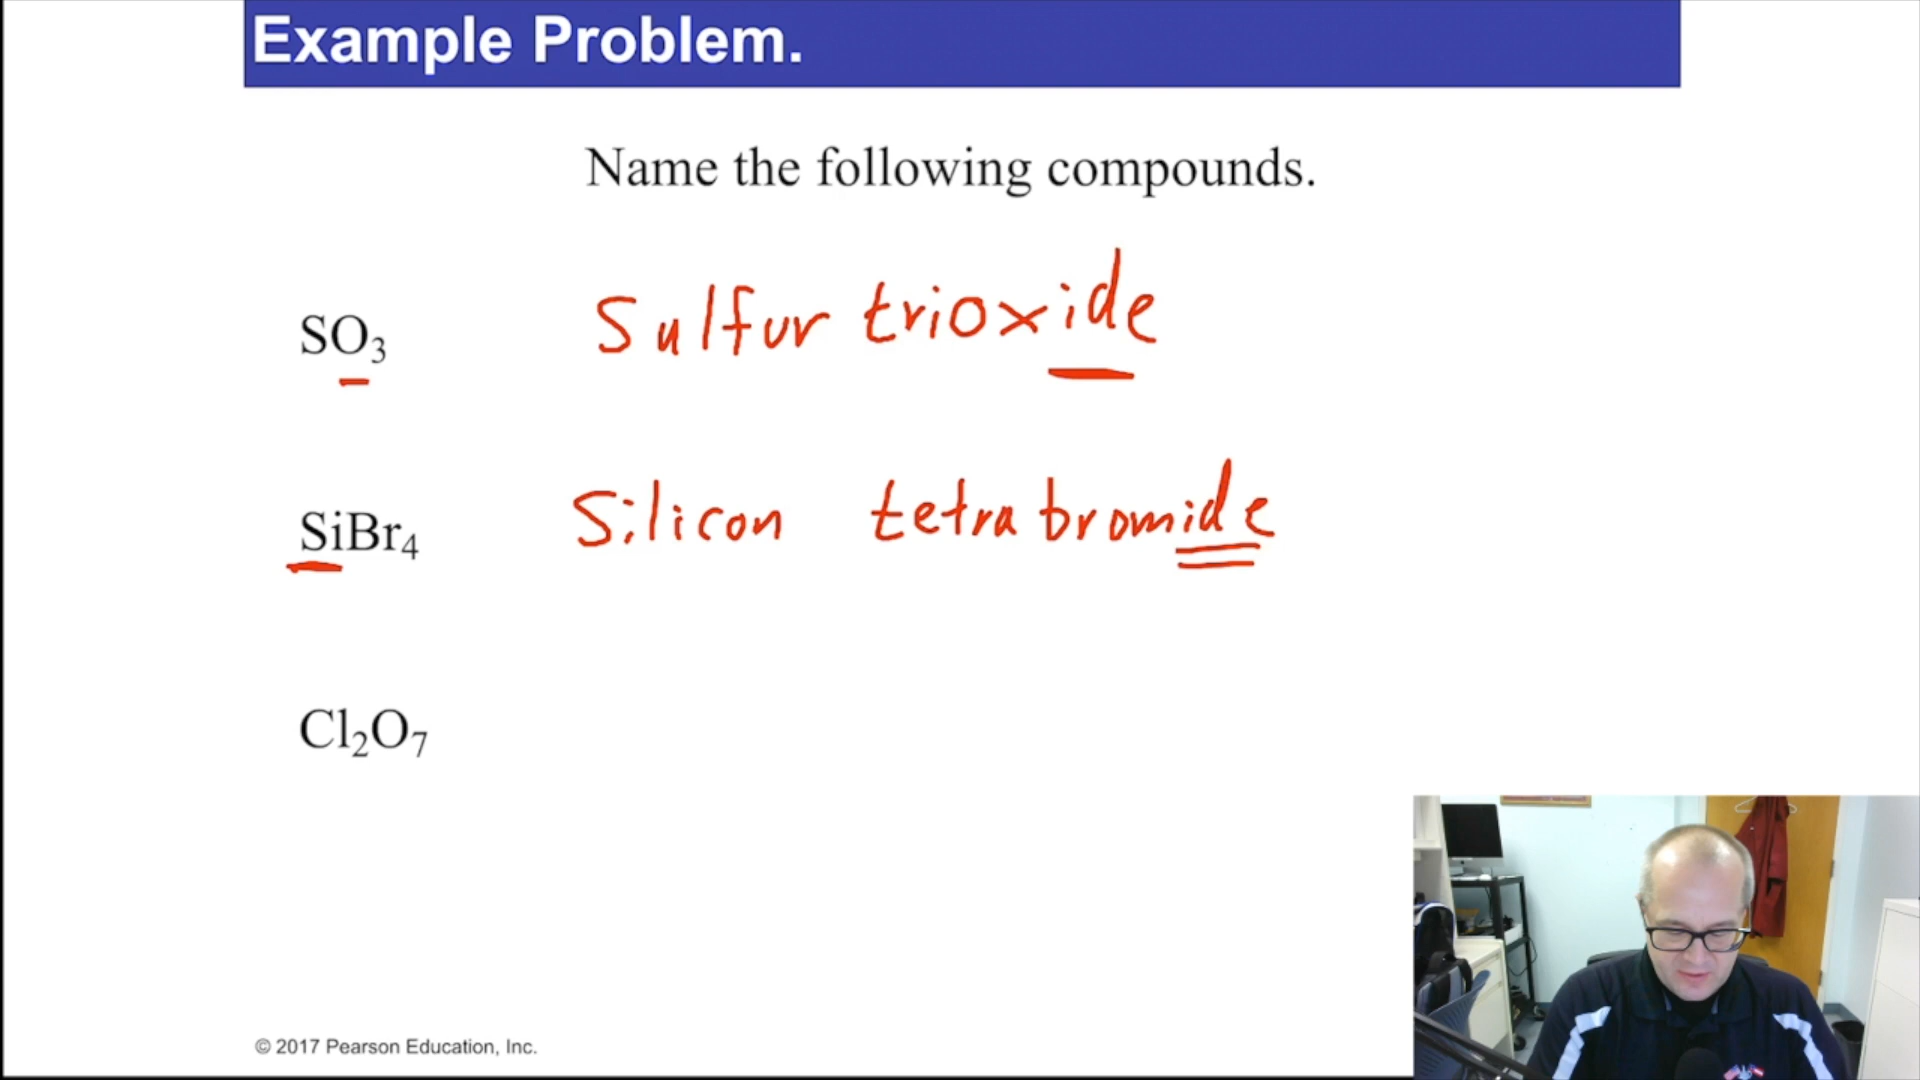 Example Problem.
Name the following compounds.
SO₃ Sulfur trioxide
SiBr₄ Silicon tetrabromide
Cl₂O₇
© 2017 Pearson Education, Inc.